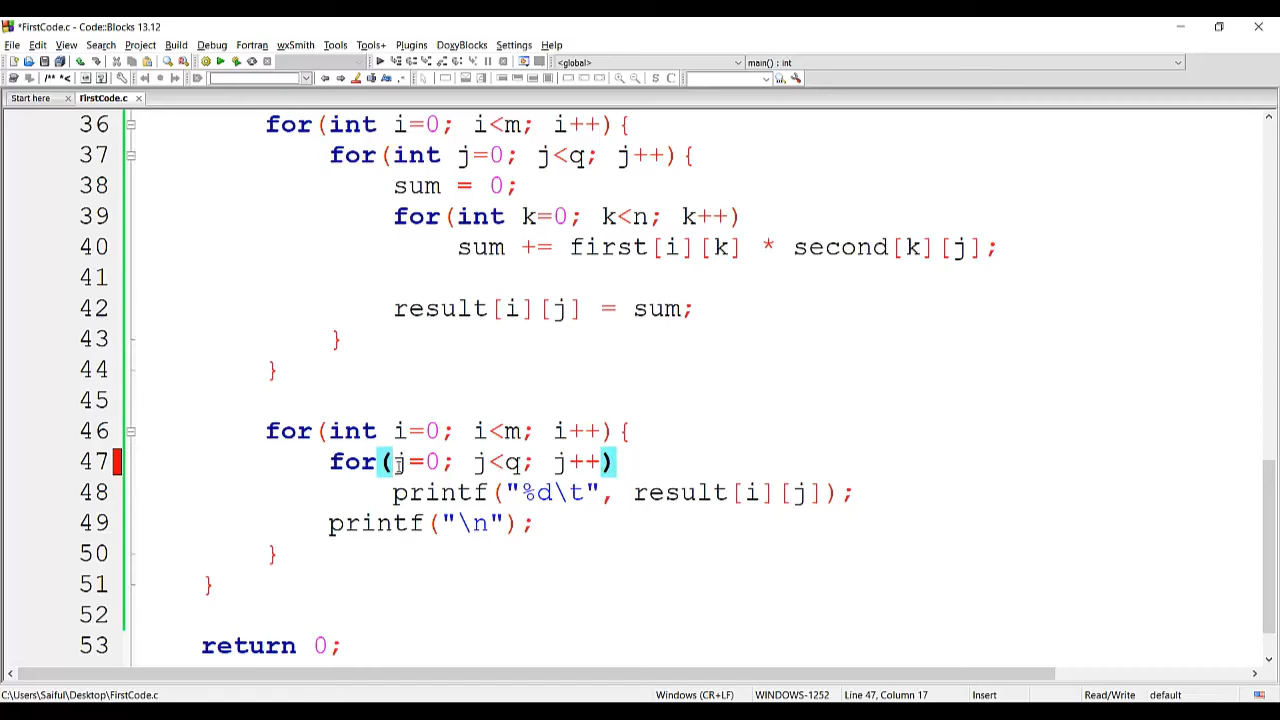 *FirstCode.c - Code::Blocks 13.12
File Edit View Search Project Build Debug Fortran wxSmith Tools Tools+ Plugins DoxyBlocks Settings Help
<global>
main() : int
Start here
FirstCode.c
36 for(int i=0; i<m; i++){
37 for(int j=0; j<q; j++){
38 sum = 0;
39 for(int k=0; k<n; k++)
40 sum += first[i][k] * second[k][j];
41
42 result[i][j] = sum;
43 }
44 }
45
46 for(int i=0; i<m; i++){
47 for(j=0; j<q; j++)
48 printf("%d\t", result[i][j]);
49 printf("\n");
50 }
51 }
52
53 return 0;
C:\Users\Saiful\Desktop\FirstCode.c Windows (CR+LF) WINDOWS-1252 Line 47, Column 17 Insert Read/Write default